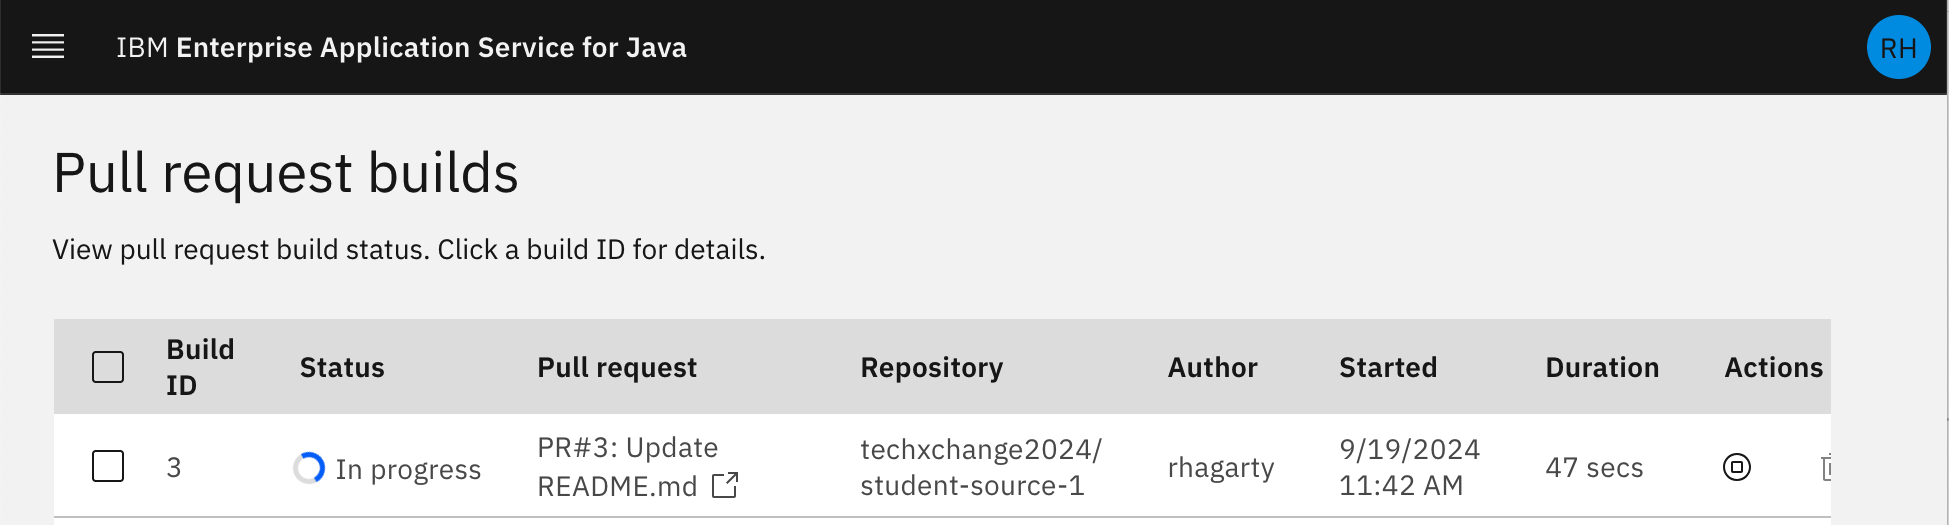 IBM Enterprise Application Service for Java
RH
Pull request builds
View pull request build status. Click a build ID for details.
Build ID
Status
Pull request
Repository
Author
Started
Duration
Actions
3
In progress
PR#3: Update
README.md
techxchange2024/
student-source-1
rhagarty
9/19/2024
11:42 AM
47 secs